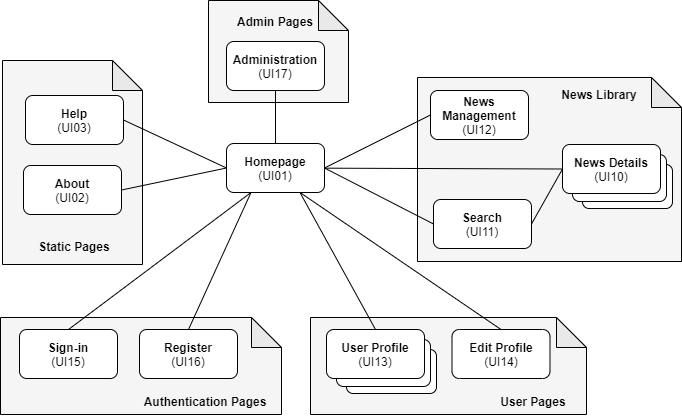 Admin Pages
Administration
(UI17)
Help
(UI03)
About
(UI02)
Static Pages
Homepage
(UI01)
News Library
News
Management
(UI12)
News Details
(UI10)
Search
(UI11)
Sign-in
(UI15)
Register
(UI16)
Authentication Pages
User Profile
(UI13)
Edit Profile
(UI14)
User Pages